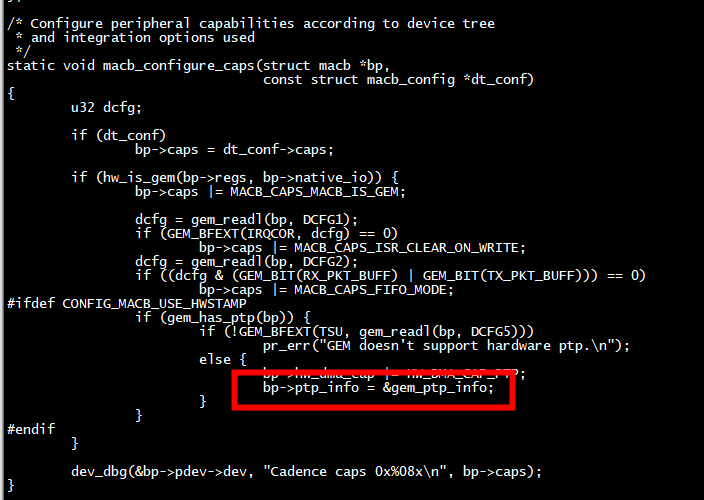 /* Configure peripheral capabilities according to device tree
 * and integration options used
 */
static void macb_configure_caps(struct macb *bp,
                                const struct macb_config *dt_conf)
{
        u32 dcfg;

        if (dt_conf)
                bp->caps = dt_conf->caps;

        if (hw_is_gem(bp->regs, bp->native_io)) {
                bp->caps |= MACB_CAPS_MACB_IS_GEM;

                dcfg = gem_readl(bp, DCFG1);
                if (GEM_BFEXT(IRQCOR, dcfg) == 0)
                        bp->caps |= MACB_CAPS_ISR_CLEAR_ON_WRITE;
                dcfg = gem_readl(bp, DCFG2);
                if ((dcfg & (GEM_BIT(RX_PKT_BUFF) | GEM_BIT(TX_PKT_BUFF))) == 0)
                        bp->caps |= MACB_CAPS_FIFO_MODE;
#ifdef CONFIG_MACB_USE_HWSTAMP
                if (gem_has_ptp(bp)) {
                        if (!GEM_BFEXT(TSU, gem_readl(bp, DCFG5)))
                                pr_err("GEM doesn't support hardware ptp.\n");
                        else {
                                bp->hw_dma_cap |= HW_DMA_CAP_PTP;
                                bp->ptp_info = &gem_ptp_info;
                        }
                }
#endif
        }

        dev_dbg(&bp->pdev->dev, "Cadence caps 0x%08x\n", bp->caps);
}